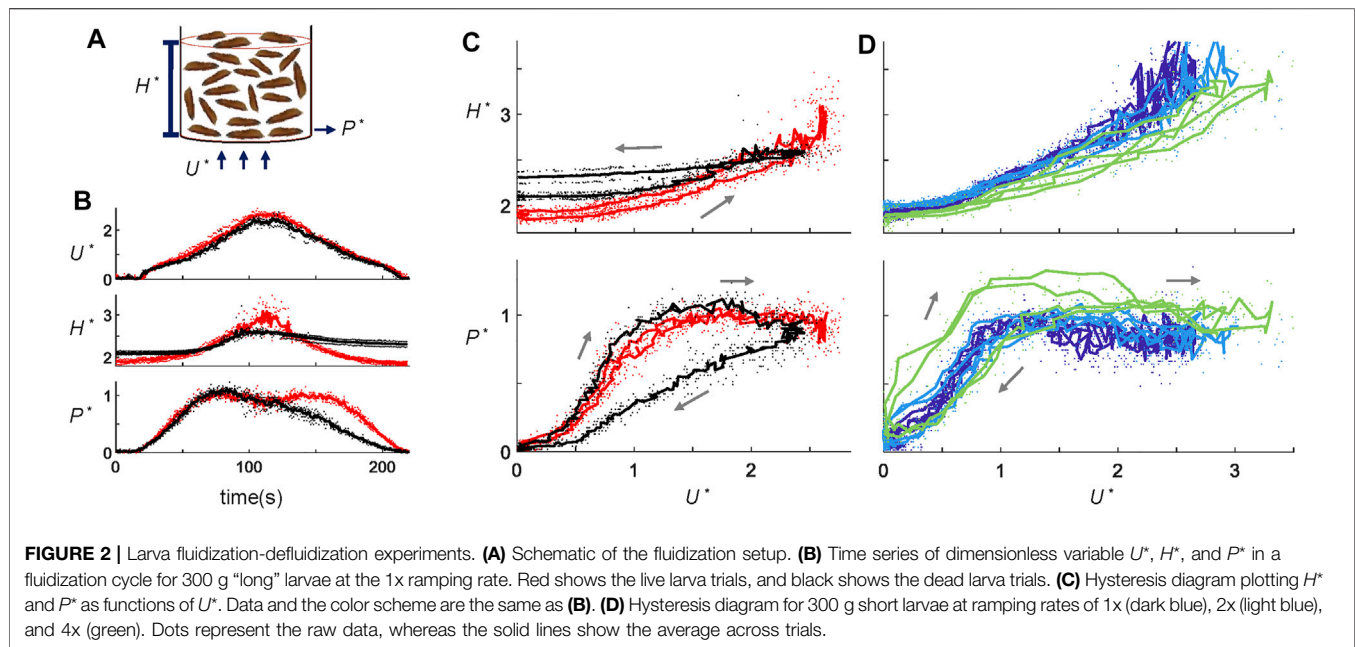 A
H*
P*
U*
B
2
U*
0
3
H*
2
1
P*
0
0
100
200
time(s)
C
H*
3
2
P*
1
0
0
1
2
U*
D
0
1
2
3
U*
FIGURE 2 | Larva fluidization-defluidization experiments. (A) Schematic of the fluidization setup. (B) Time series of dimensionless variable U*, H*, and P* in a
fluidization cycle for 300 g “long” larvae at the 1x ramping rate. Red shows the live larva trials, and black shows the dead larva trials. (C) Hysteresis diagram plotting H*
and P* as functions of U*. Data and the color scheme are the same as (B). (D) Hysteresis diagram for 300 g short larvae at ramping rates of 1x (dark blue), 2x (light blue),
and 4x (green). Dots represent the raw data, whereas the solid lines show the average across trials.